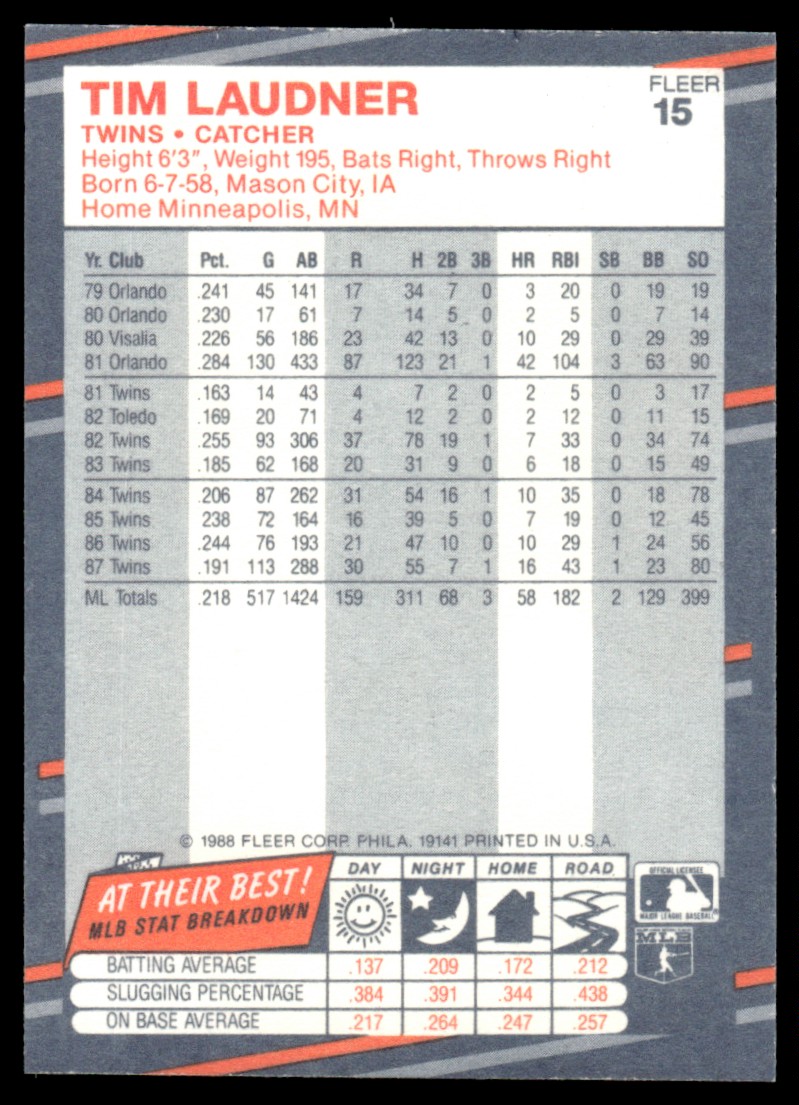 TIM LAUDNER
FLEER
15
TWINS • CATCHER
Height 6'3", Weight 195, Bats Right, Throws Right
Born 6-7-58, Mason City, IA
Home Minneapolis, MN
Yr. Club Pct. G AB R H 2B 3B HR RBI SB BB SO
79 Orlando .241 45 141 17 34 7 0 3 20 0 19 19
80 Orlando .230 17 61 7 14 5 0 2 5 0 7 14
80 Visalia .226 56 186 23 42 13 0 10 29 0 29 39
81 Orlando .284 130 433 87 123 21 1 42 104 3 63 90
81 Twins .163 14 43 4 7 2 0 2 5 0 3 17
82 Toledo .169 20 71 4 12 2 0 2 12 0 11 15
82 Twins .255 93 306 37 78 19 1 7 33 0 34 74
83 Twins .185 62 168 20 31 9 0 6 18 0 15 49
84 Twins .206 87 262 31 54 16 1 10 35 0 18 78
85 Twins 238 72 164 16 39 5 0 7 19 0 12 45
86 Twins .244 76 193 21 47 10 0 10 29 1 24 56
87 Twins .191 113 288 30 55 7 1 16 43 1 23 80
ML Totals .218 517 1424 159 311 68 3 58 182 2 129 399
© 1988 FLEER CORP. PHILA. 19141 PRINTED IN U.S.A.
AT THEIR BEST!
MLB STAT BREAKDOWN
DAY NIGHT HOME ROAD
OFFICIAL LICENSEE
MAJOR LEAGUE BASEBALL
MLB
BATTING AVERAGE .137 .209 .172 .212
SLUGGING PERCENTAGE .384 .391 .344 .438
ON BASE AVERAGE .217 .264 .247 .257